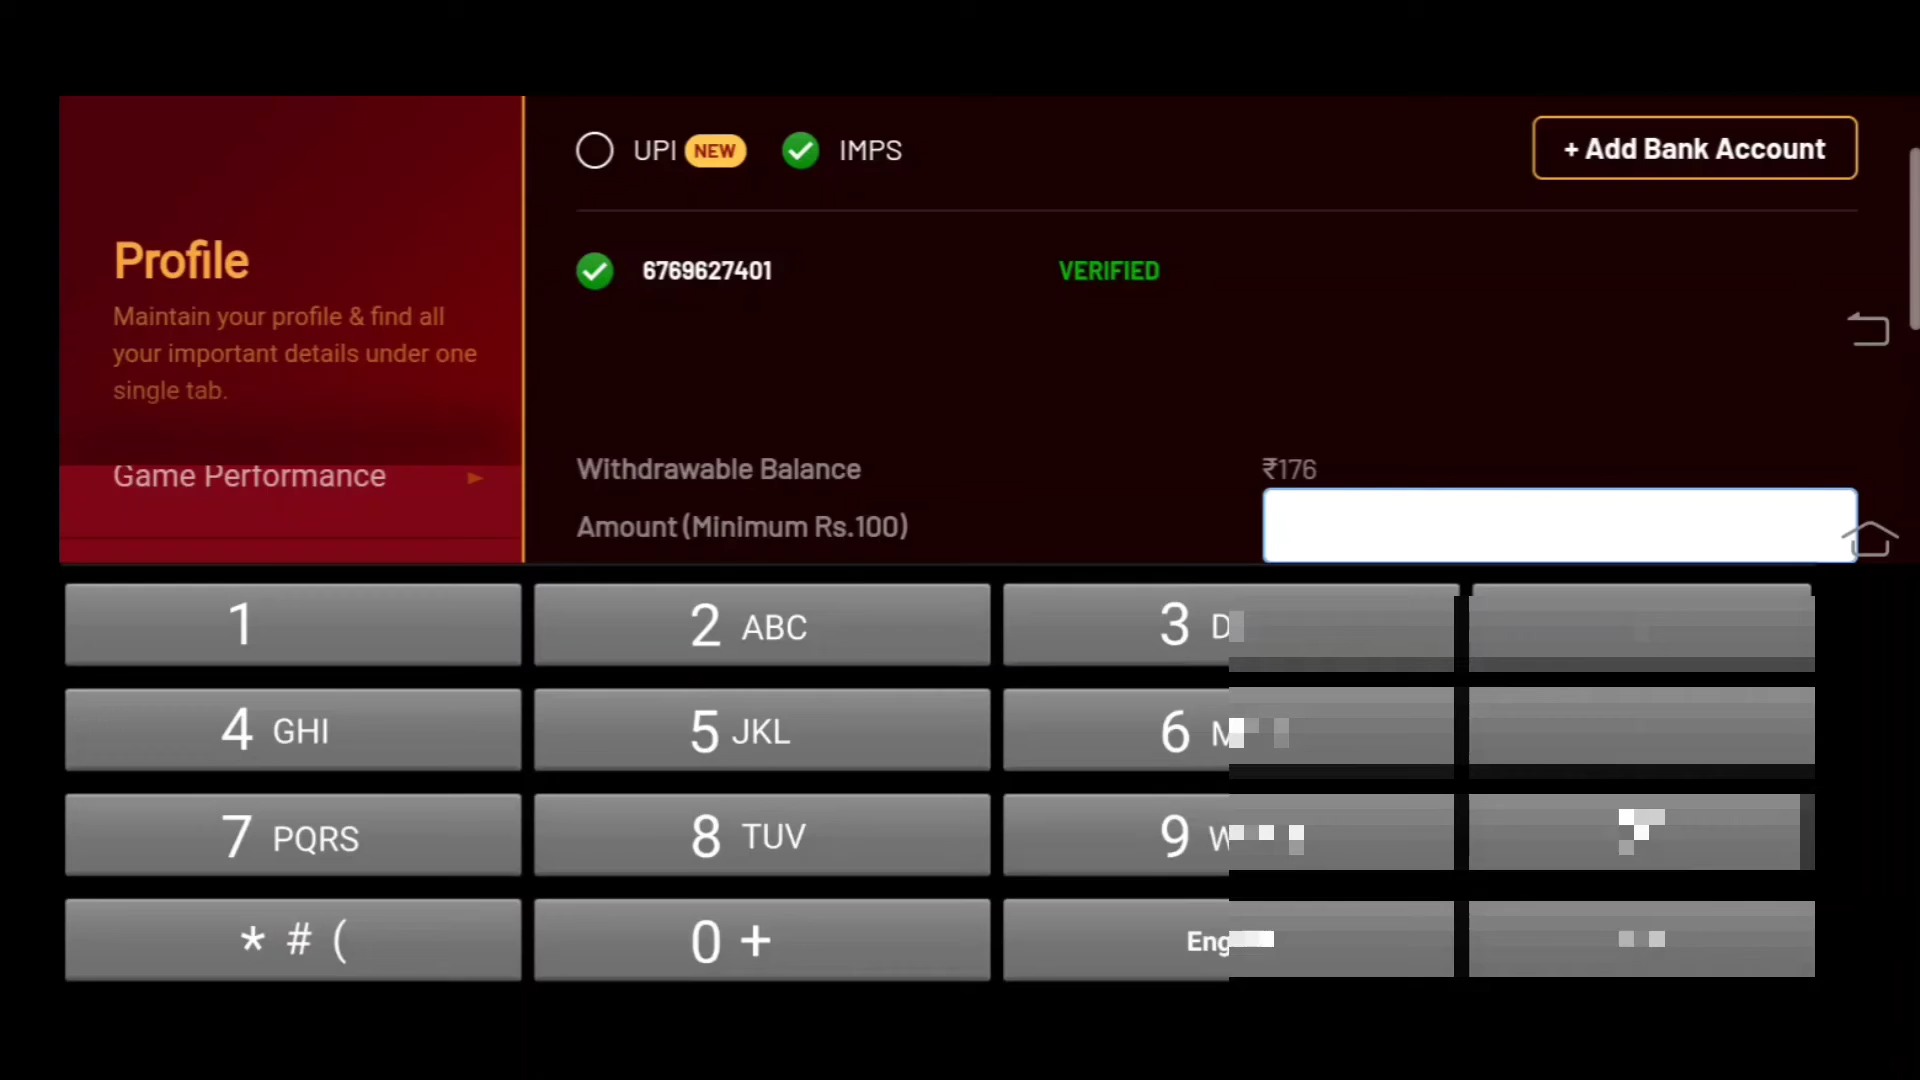 UPI NEW IMPS
+ Add Bank Account
6769627401 VERIFIED
Profile
Maintain your profile & find all
your important details under one
single tab.
Game Performance
Withdrawable Balance ₹176
Amount (Minimum Rs.100)
1 2 ABC 3
4 GHI 5 JKL 6
7 PQRS 8 TUV 9
* # ( 0 +